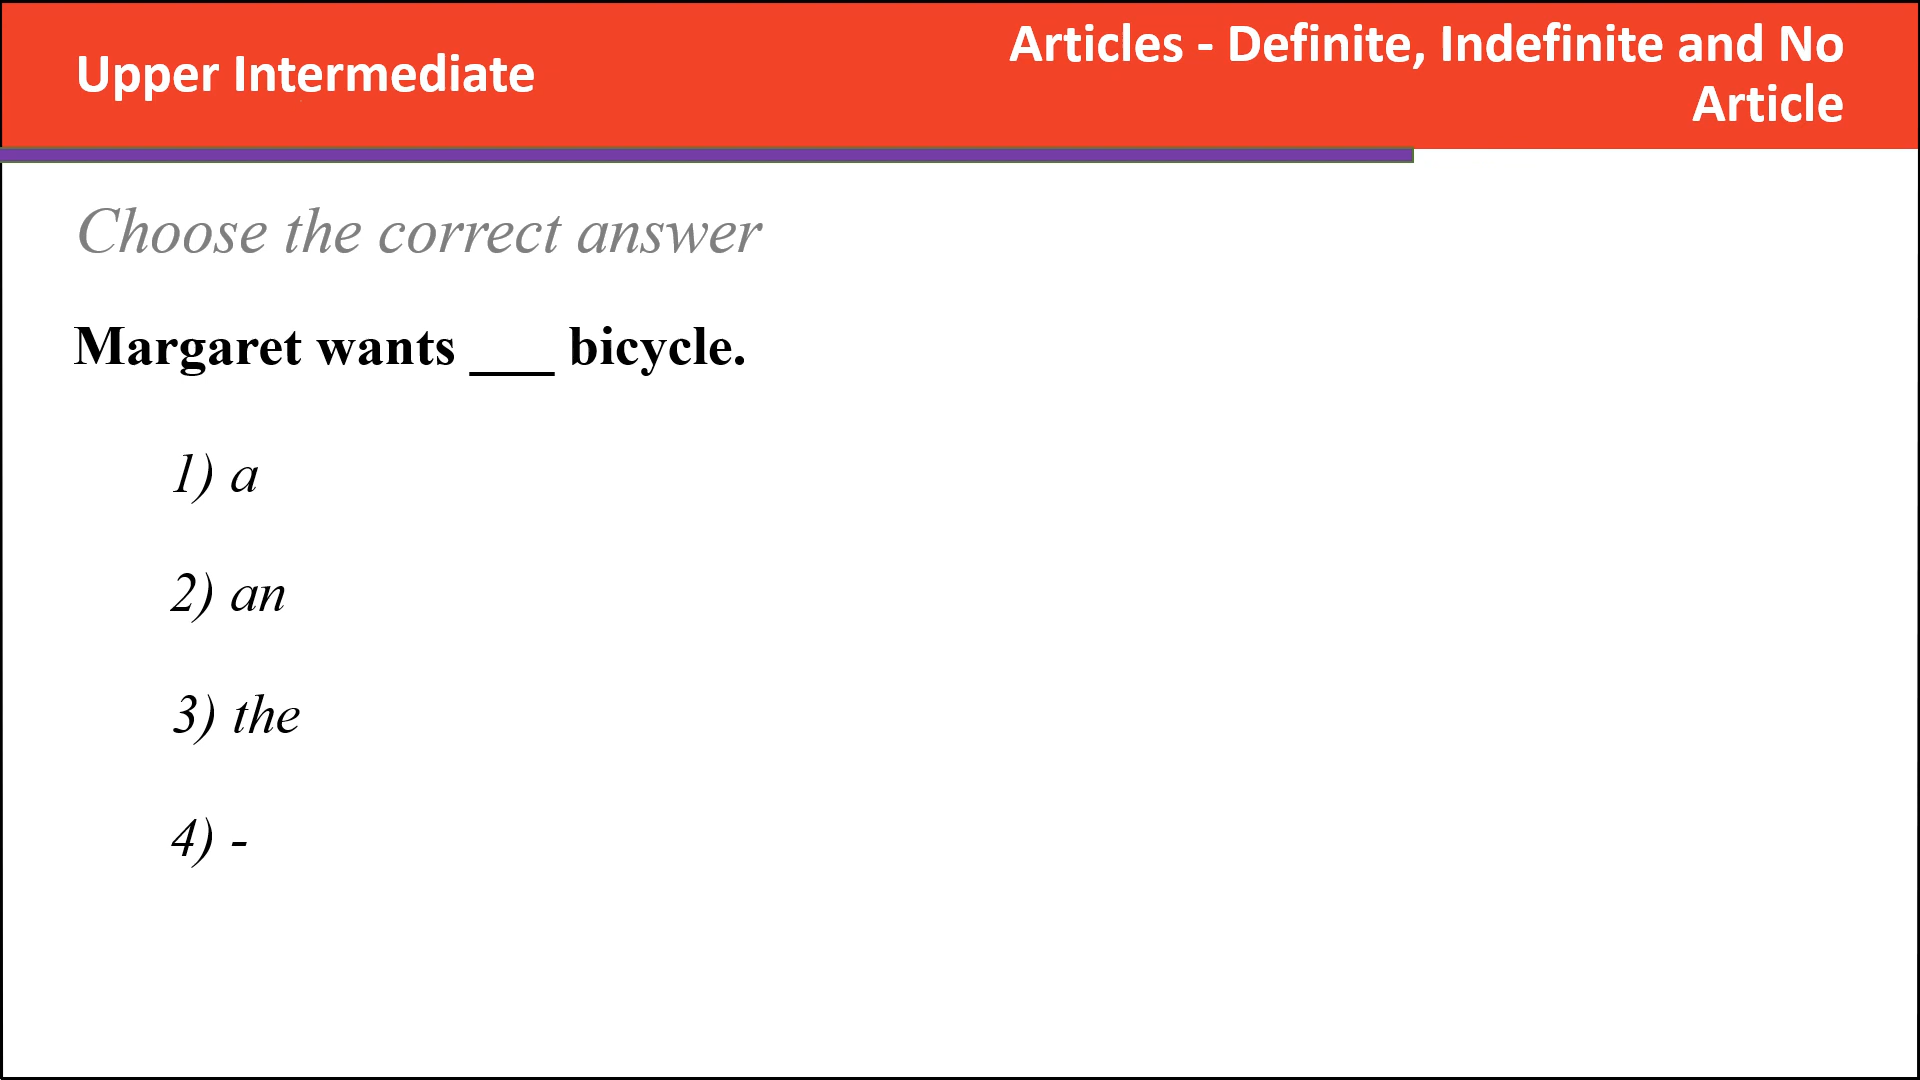 Upper Intermediate
Articles - Definite, Indefinite and No
Article
Choose the correct answer
Margaret wants ___ bicycle.
1) a
2) an
3) the
4) -